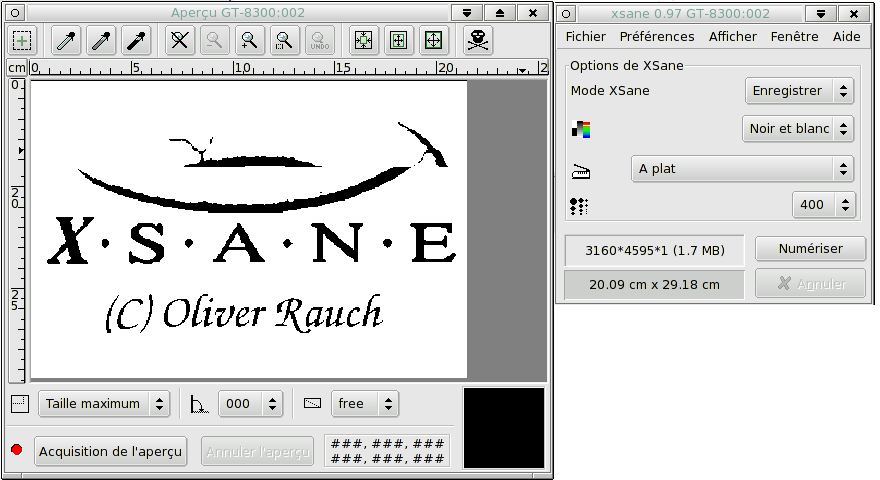 Aperçu GT-8300:002
UNDO
cm 0 5 10 15 20 2
0
2
0
2
5
X·S·A·N·E
(C) Oliver Rauch
Taille maximum 000 free
Acquisition de l'aperçu Annuler l'aperçu
###, ###, ###
###, ###, ###
xsane 0.97 GT-8300:002
Fichier Préférences Afficher Fenêtre Aide
Options de XSane
Mode XSane Enregistrer
Noir et blanc
A plat
400
3160*4595*1 (1.7 MB) Numériser
20.09 cm x 29.18 cm Annuler